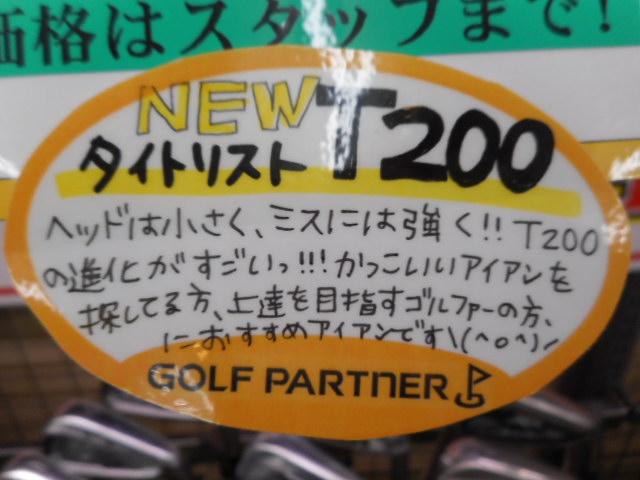 価格はスタッフまで!
NEW T200
タイトリスト
ヘッドは小さく、ミスには強く!! T200
の進化がすごいっ!!! かっこいいアイアンを
探してる方、上達を目指すゴルファーの方、
におすすめアイアンです\(^o^)/
GOLF PARTNER